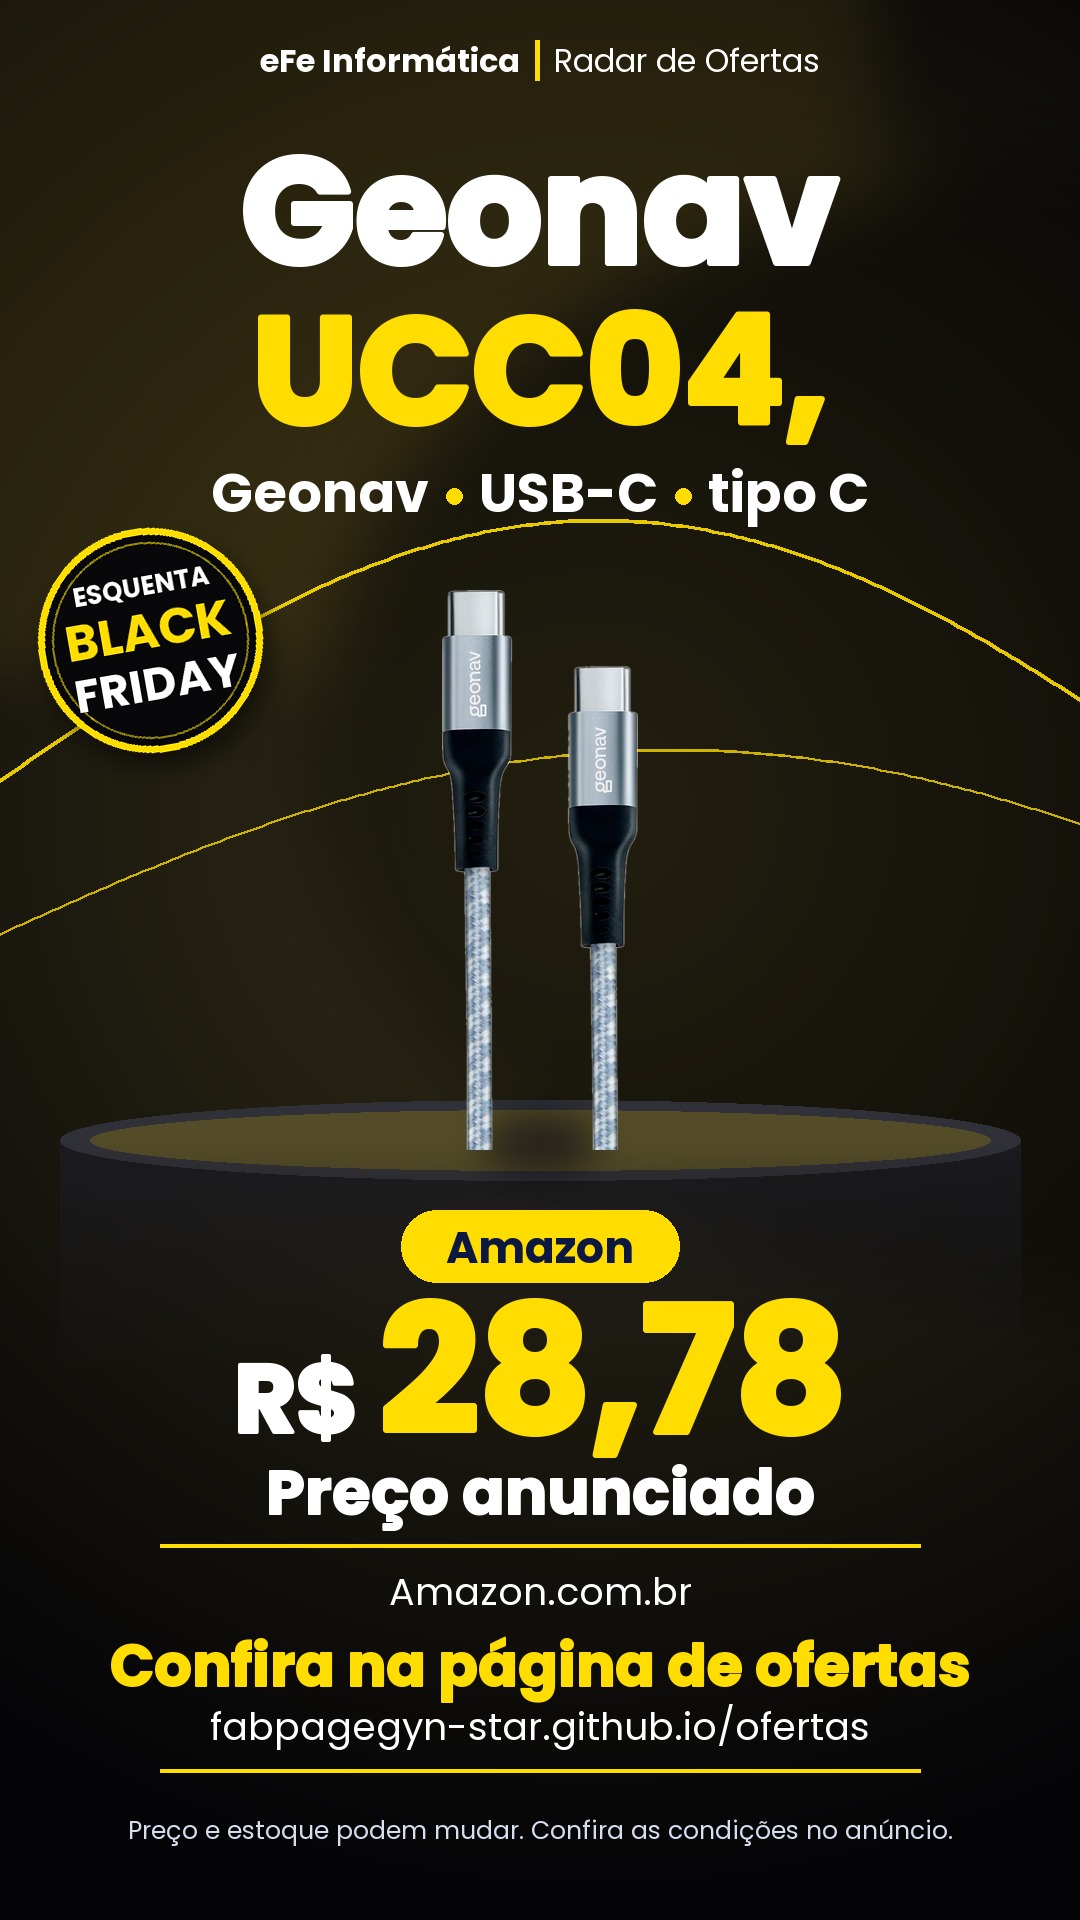 eFe Informática | Radar de Ofertas
Geonav
UCC04,
Geonav • USB-C • tipo C
ESQUENTA
BLACK
FRIDAY
geonav
geonav
Amazon
R$ 28,78
Preço anunciado
Amazon.com.br
Confira na página de ofertas
fabpagegyn-star.github.io/ofertas
Preço e estoque podem mudar. Confira as condições no anúncio.